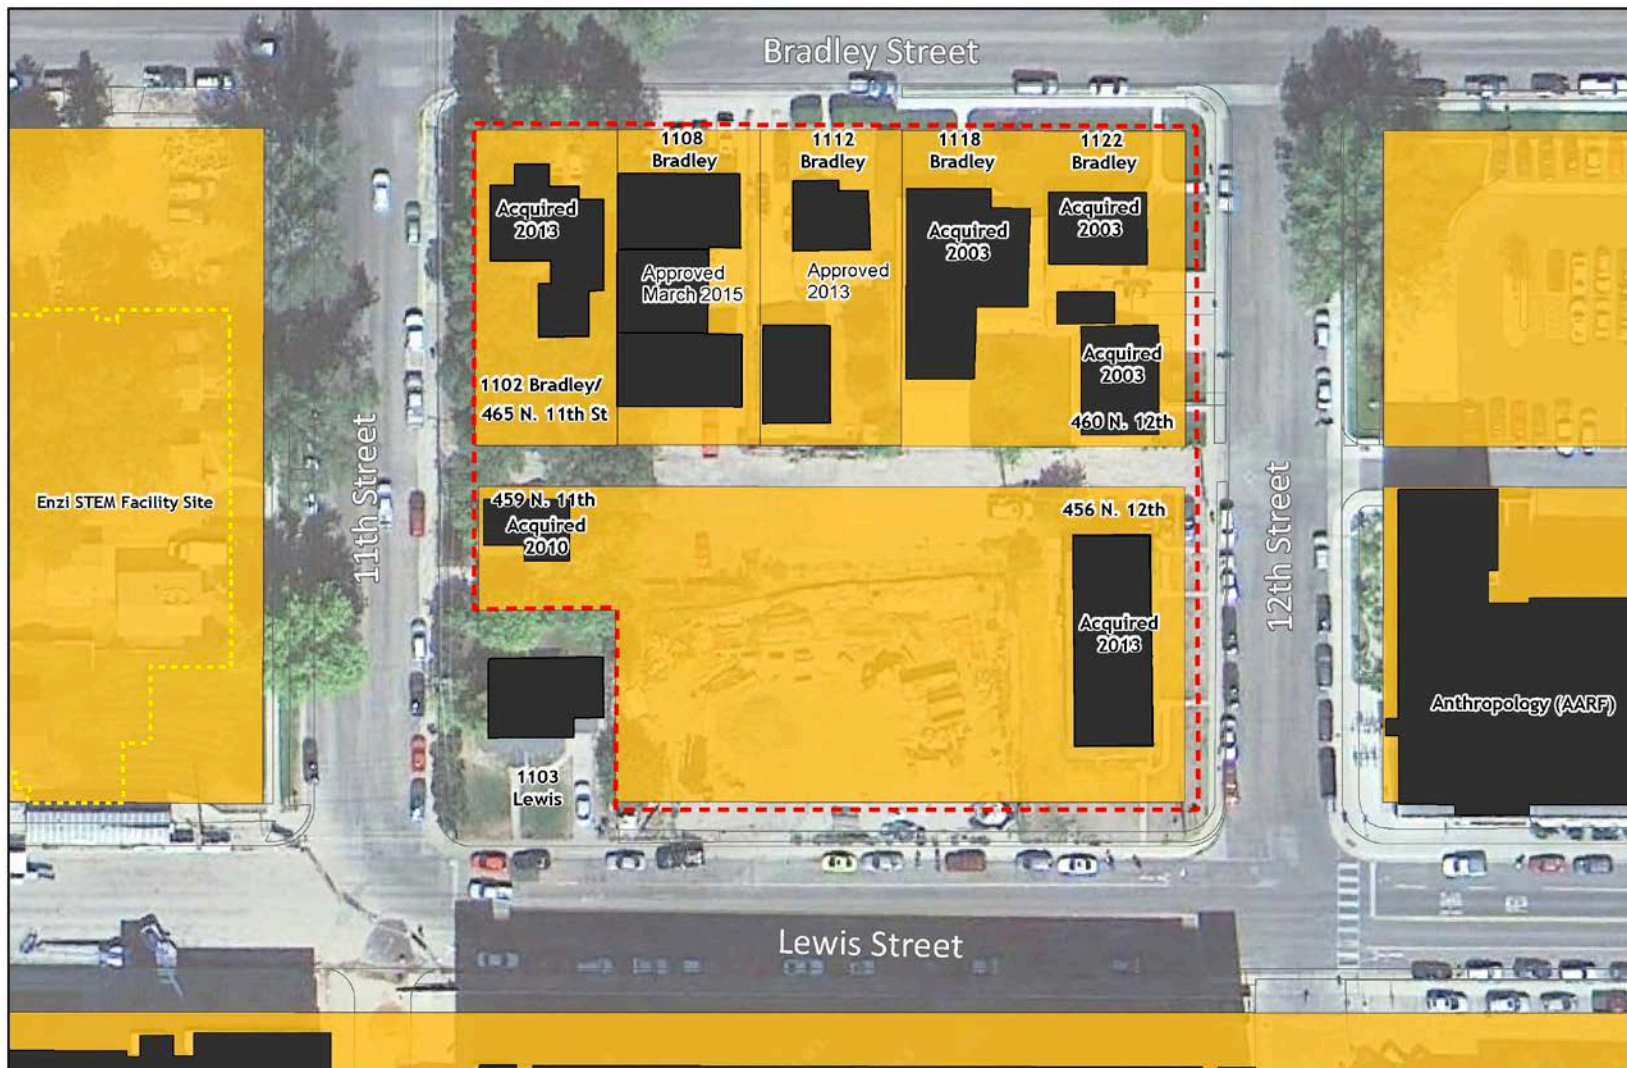 Bradley Street
1108
Bradley
1112
Bradley
1118
Bradley
1122
Bradley
Acquired
2013
Acquired
2003
Acquired
2003
Approved
March 2015
Approved
2013
Acquired
2003
1102 Bradley/
465 N. 11th St
460 N. 12th
11th Street
12th Street
Enzi STEM Facility Site
459 N. 11th
Acquired
2010
456 N. 12th
Acquired
2013
Anthropology (AARF)
1103
Lewis
Lewis Street